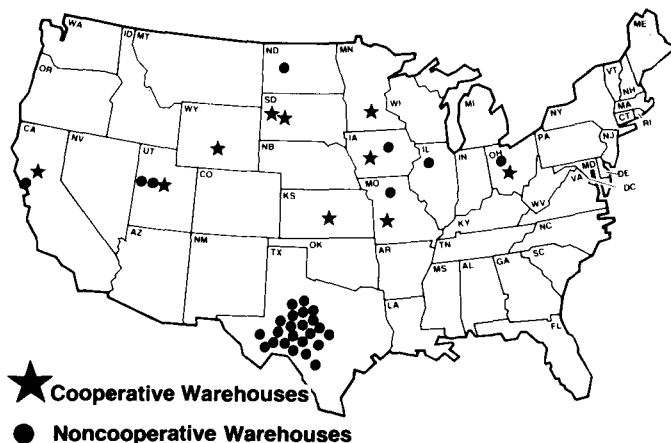 WA
ME
ID
MT
ND
MN
OR
VT
NH
SD
WI
MI
NY
MA
WY
CT
RI
CA
IA
NV
UT
NB
IL
IN
OH
PA
NJ
MD
DE
CO
MO
VA
DC
KS
WV
KY
AZ
NM
OK
TN
NC
TX
AR
MS
AL
GA
SC
LA
FL
Cooperative Warehouses
Noncooperative Warehouses